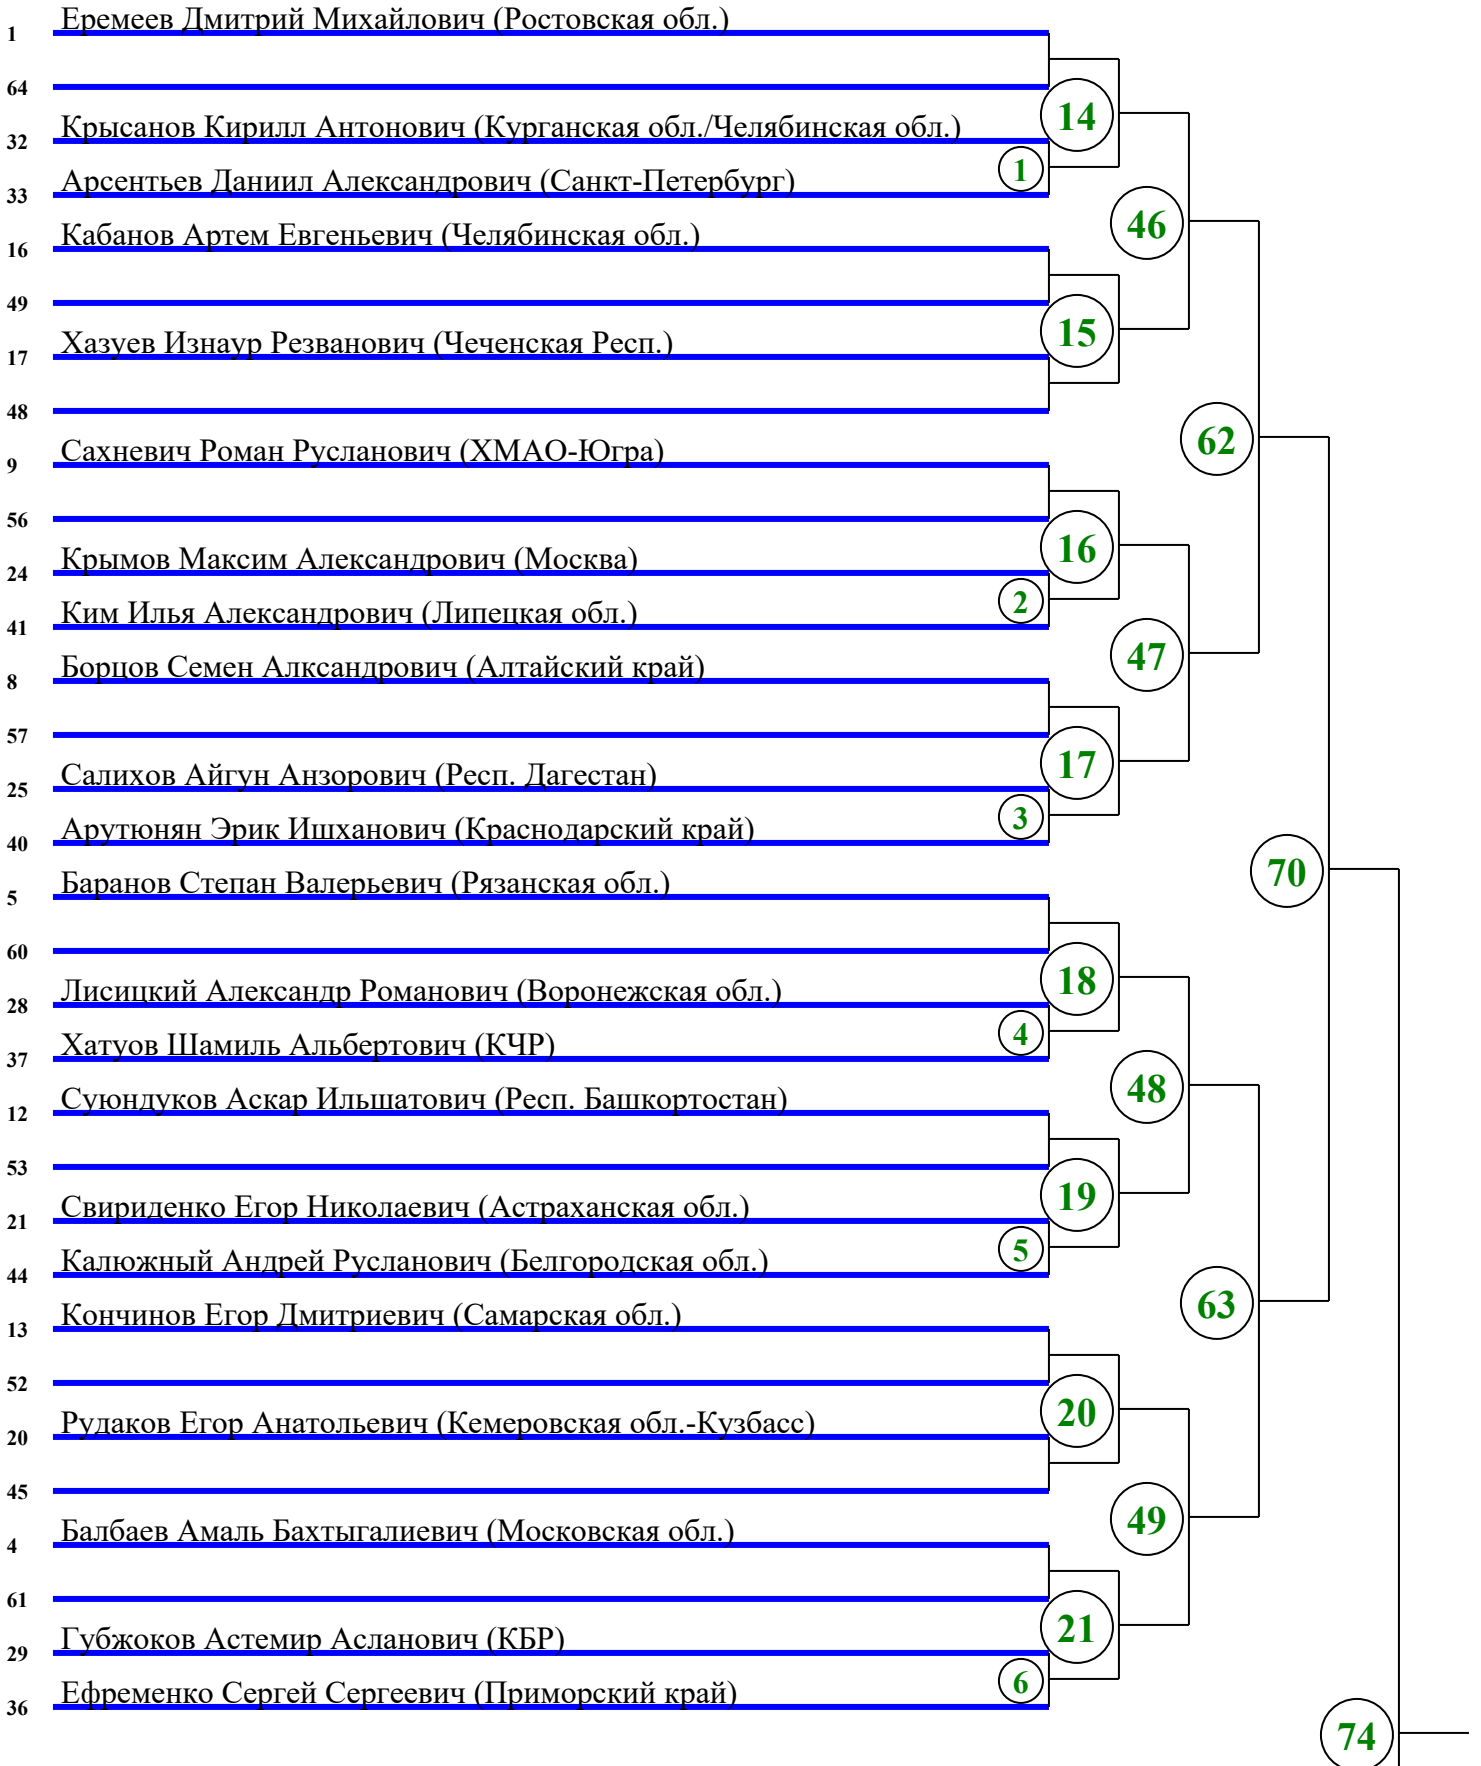 Еремеев Дмитрий Михайлович (Ростовская обл.)
1
64
14
Крысанов Кирилл Антонович (Курганская обл./Челябинская обл.)
32
1
Арсентьев Даниил Александрович (Санкт-Петербург)
33
46
Кабанов Артем Евгеньевич (Челябинская обл.)
16
49
15
Хазуев Изнаур Резванович (Чеченская Респ.)
17
48
62
Сахневич Роман Русланович (ХМАО-Югра)
9
56
16
Крымов Максим Александрович (Москва)
24
2
Ким Илья Александрович (Липецкая обл.)
41
47
Борцов Семен Алксандрович (Алтайский край)
8
57
17
Салихов Айгун Анзорович (Респ. Дагестан)
25
3
Арутюнян Эрик Ишханович (Краснодарский край)
40
70
Баранов Степан Валерьевич (Рязанская обл.)
5
60
18
Лисицкий Александр Романович (Воронежская обл.)
28
4
Хатуов Шамиль Альбертович (КЧР)
37
48
Суюндуков Аскар Ильшатович (Респ. Башкортостан)
12
53
19
Свириденко Егор Николаевич (Астраханская обл.)
21
5
Калюжный Андрей Русланович (Белгородская обл.)
44
63
Кончинов Егор Дмитриевич (Самарская обл.)
13
52
20
Рудаков Егор Анатольевич (Кемеровская обл.-Кузбасс)
20
45
49
Балбаев Амаль Бахтыгалиевич (Московская обл.)
4
61
21
Губжоков Астемир Асланович (КБР)
29
6
Ефременко Сергей Сергеевич (Приморский край)
36
74